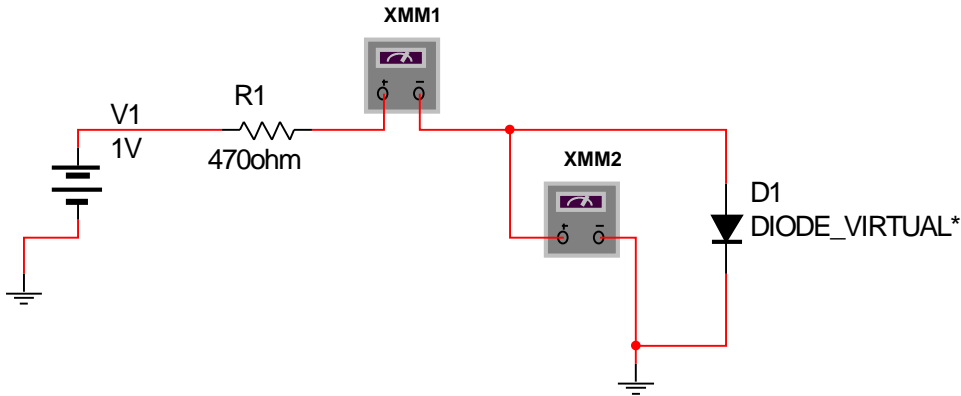 XMM1
+ −
R1
V1
1V
470ohm
XMM2
+ −
D1
DIODE_VIRTUAL*